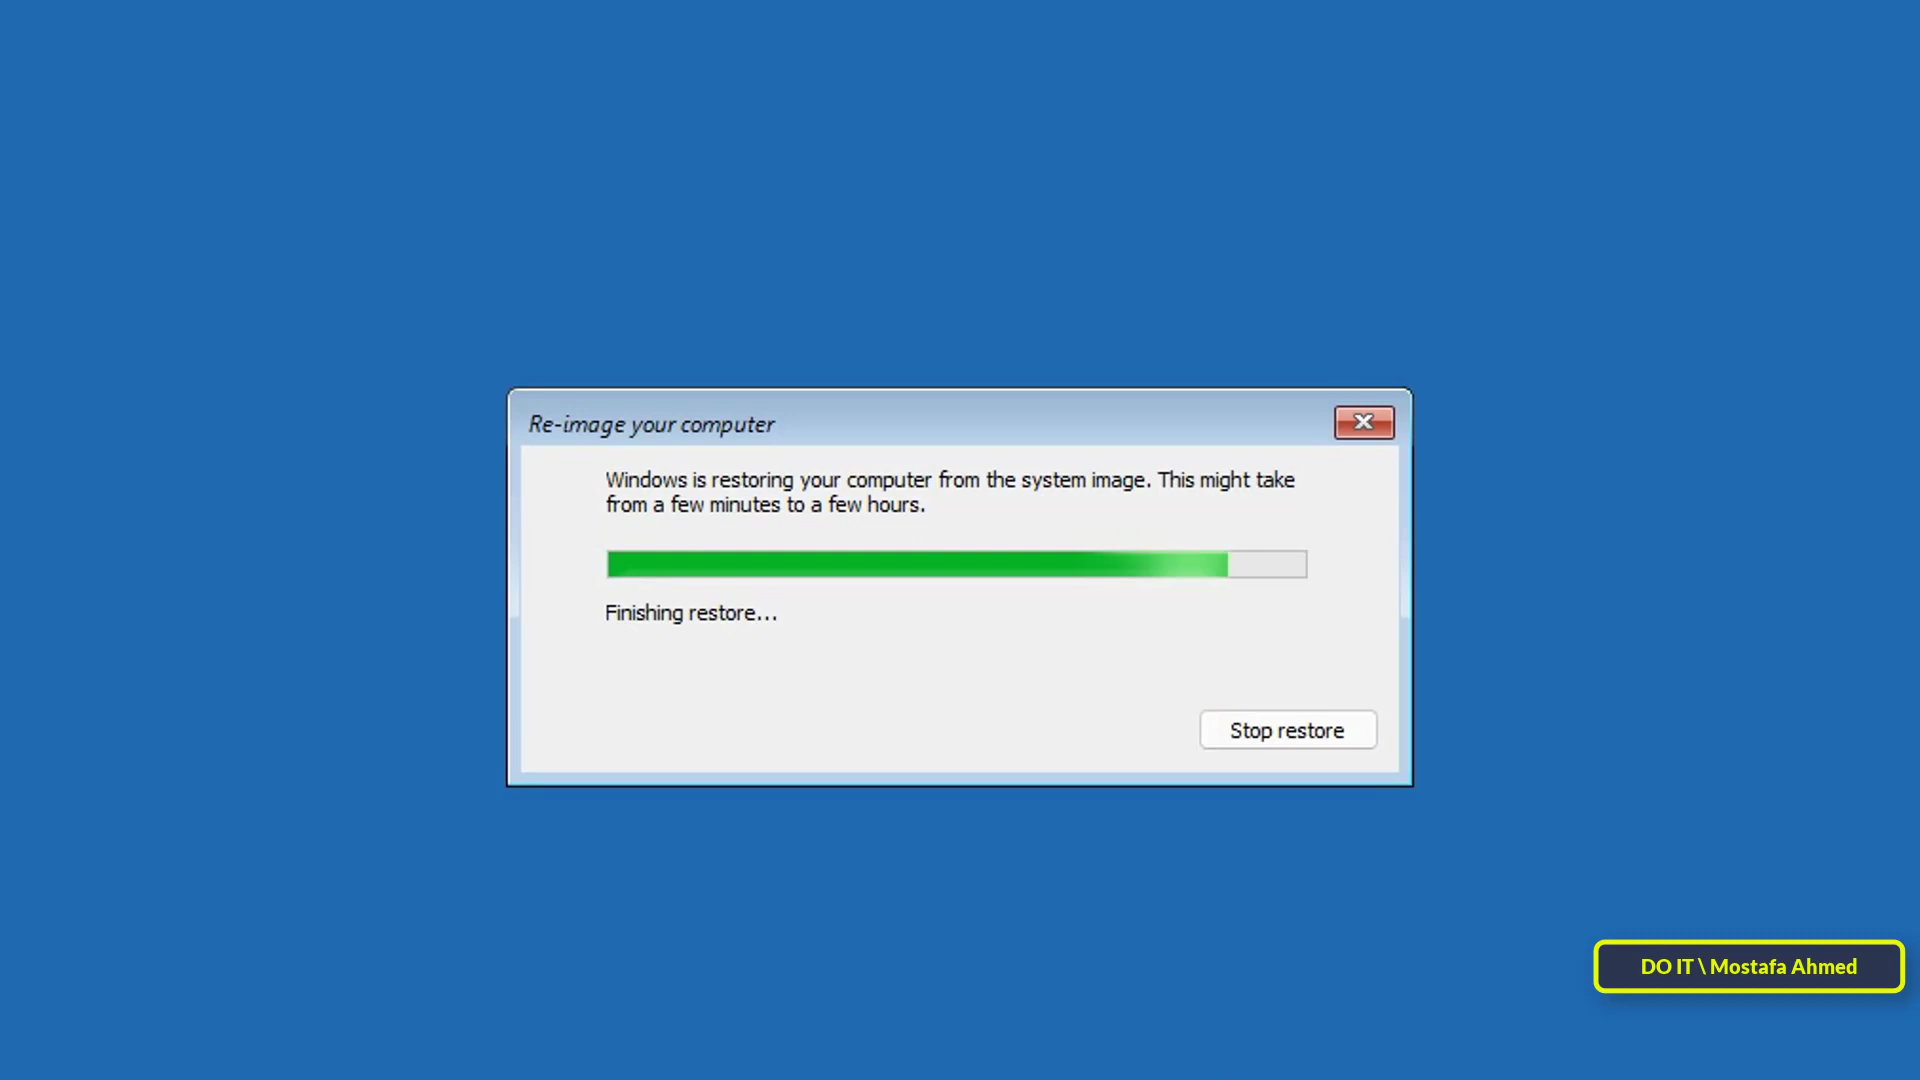 Re-image your computer
Windows is restoring your computer from the system image. This might take
from a few minutes to a few hours.
Finishing restore...
Stop restore
DO IT \ Mostafa Ahmed